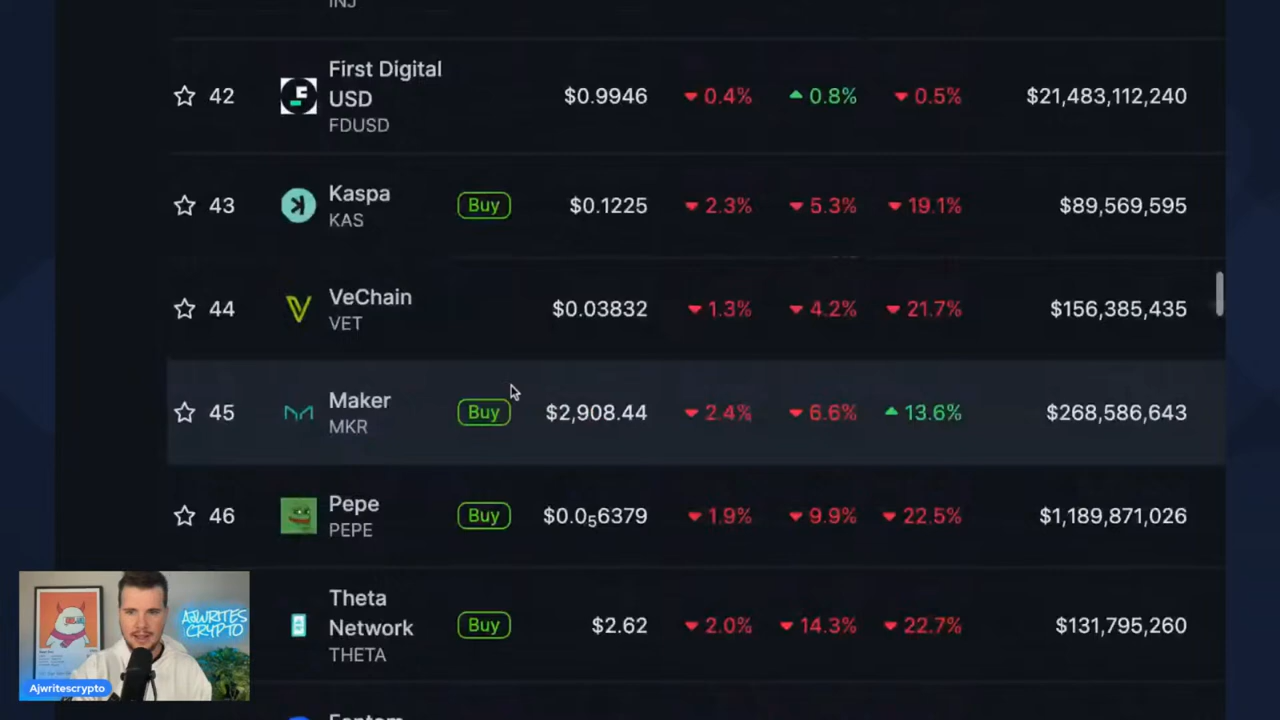 INJ
42 First Digital USD FDUSD $0.9946 0.4% 0.8% 0.5% $21,483,112,240
43 Kaspa KAS Buy $0.1225 2.3% 5.3% 19.1% $89,569,595
44 VeChain VET $0.03832 1.3% 4.2% 21.7% $156,385,435
45 Maker MKR Buy $2,908.44 2.4% 6.6% 13.6% $268,586,643
46 Pepe PEPE Buy $0.0₅6379 1.9% 9.9% 22.5% $1,189,871,026
Theta Network THETA Buy $2.62 2.0% 14.3% 22.7% $131,795,260
Fantom
AJWRITES
CRYPTO
Ajwritescrypto